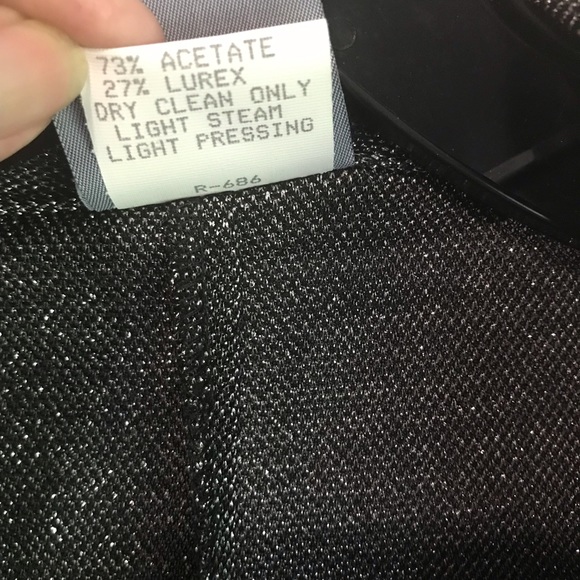 73% ACETATE
27% LUREX
DRY CLEAN ONLY
LIGHT STEAM
LIGHT PRESSING
R-686